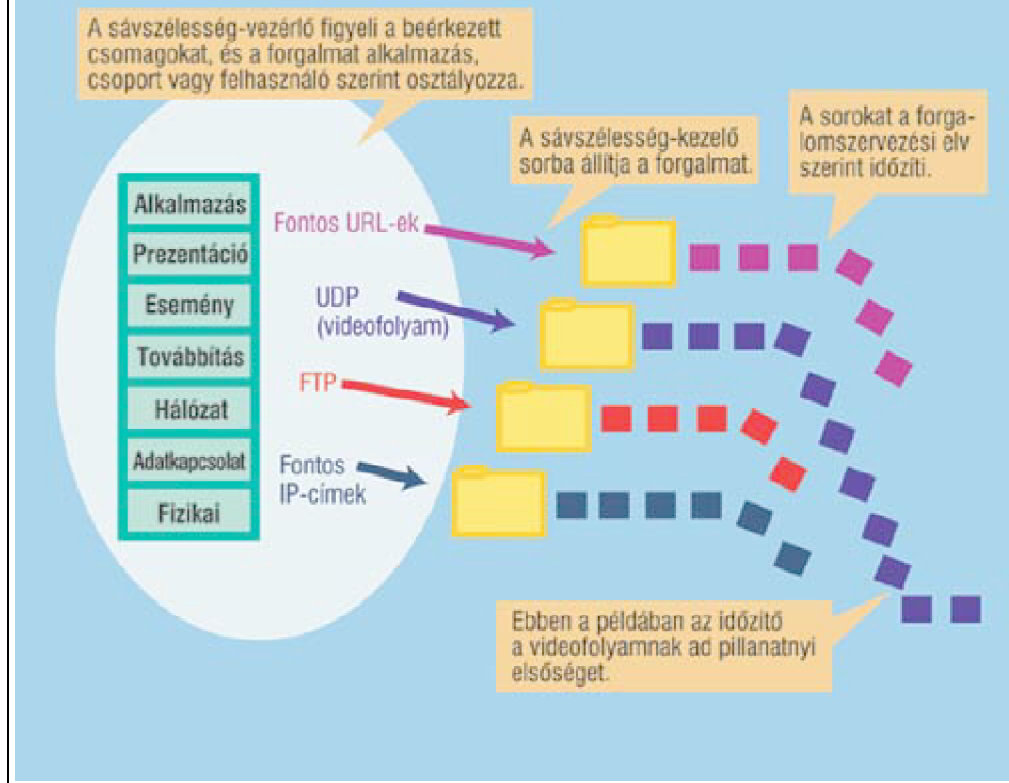 A sávszélesség-vezérlő figyeli a beérkezett
csomagokat, és a forgalmat alkalmazás,
csoport vagy felhasználó szerint osztályozza.
A sávszélesség-kezelő
sorba állítja a forgalmat.
A sorokat a forga-
lomszervezési elv
szerint időzíti.
Alkalmazás
Prezentáció
Esemény
Továbbítás
Hálózat
Adatkapcsolat
Fizikai
Fontos URL-ek
UDP
(videofolyam)
FTP
Fontos
IP-címek
Ebben a példában az időzítő
a videofolyamnak ad pillanatnyi
elsőséget.